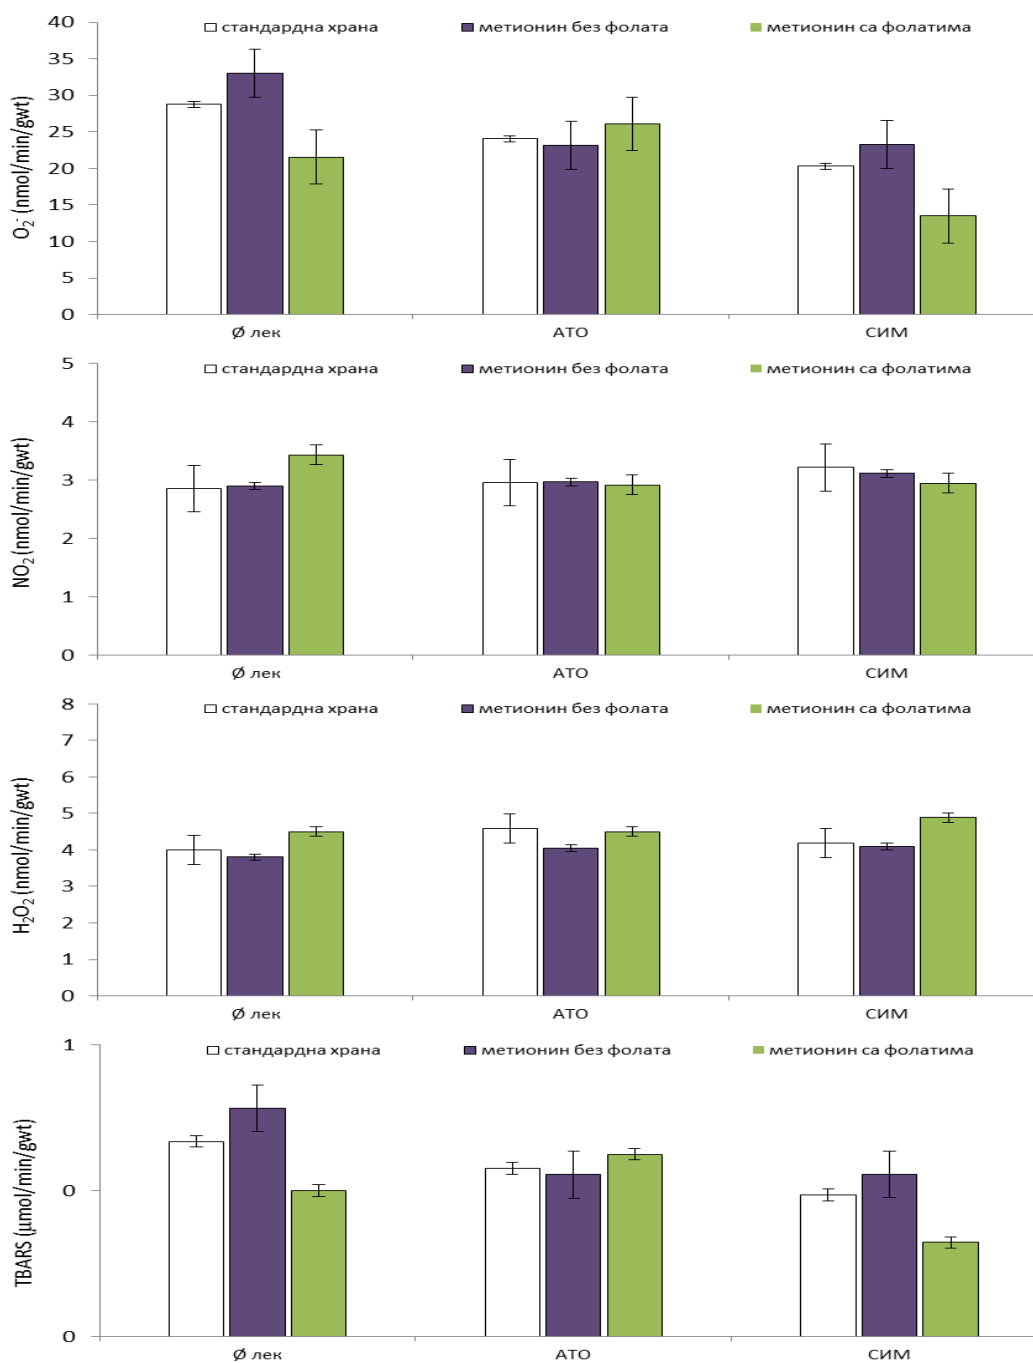 40
35
30
25
20
15
10
5
0
O₂⁻ (nmol/min/gwt)
стандардна храна метионин без фолата метионин са фолатима
Ø лек АТО СИМ
5
4
3
2
1
0
NO₂ (nmol/min/gwt)
стандардна храна метионин без фолата метионин са фолатима
Ø лек АТО СИМ
8
7
6
5
4
3
2
1
0
H₂O₂ (nmol/min/gwt)
стандардна храна метионин без фолата метионин са фолатима
Ø лек АТО СИМ
1
0
0
TBARS (μmol/min/gwt)
стандардна храна метионин без фолата метионин са фолатима
Ø лек АТО СИМ